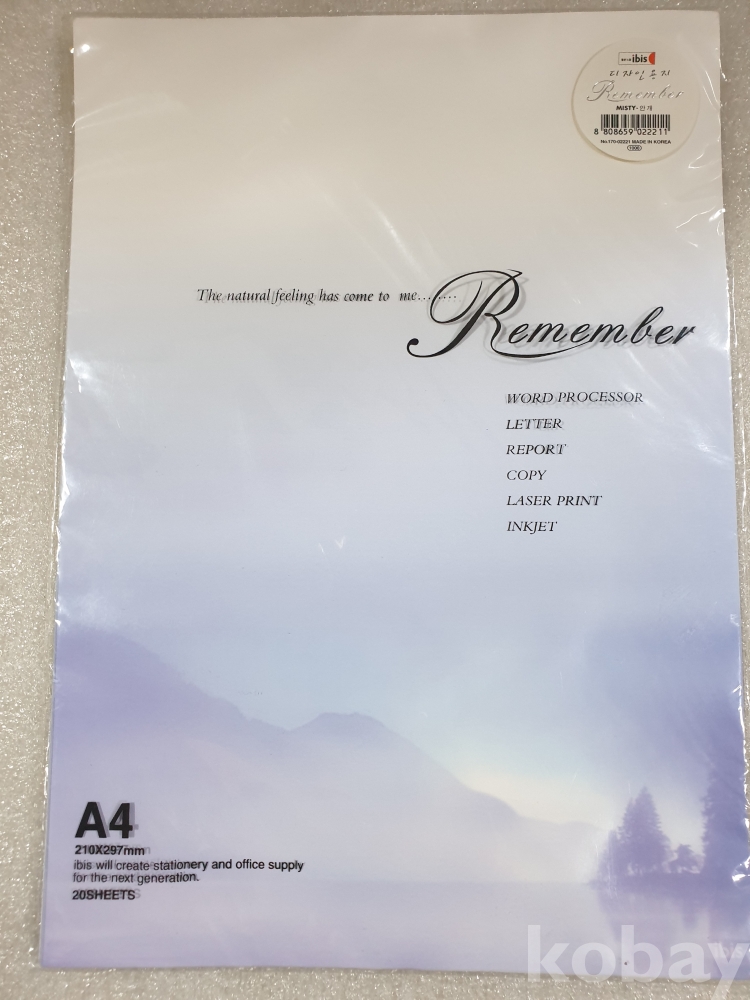 ibis
디자인용지
Remember
MISTY-안개
8 808659 022211
No.170-02221 MADE IN KOREA
1500
The natural feeling has come to me........
Remember
WORD PROCESSOR
LETTER
REPORT
COPY
LASER PRINT
INKJET
A4
210X297mm
ibis will create stationery and office supply
for the next generation.
20SHEETS
ibis
kobay